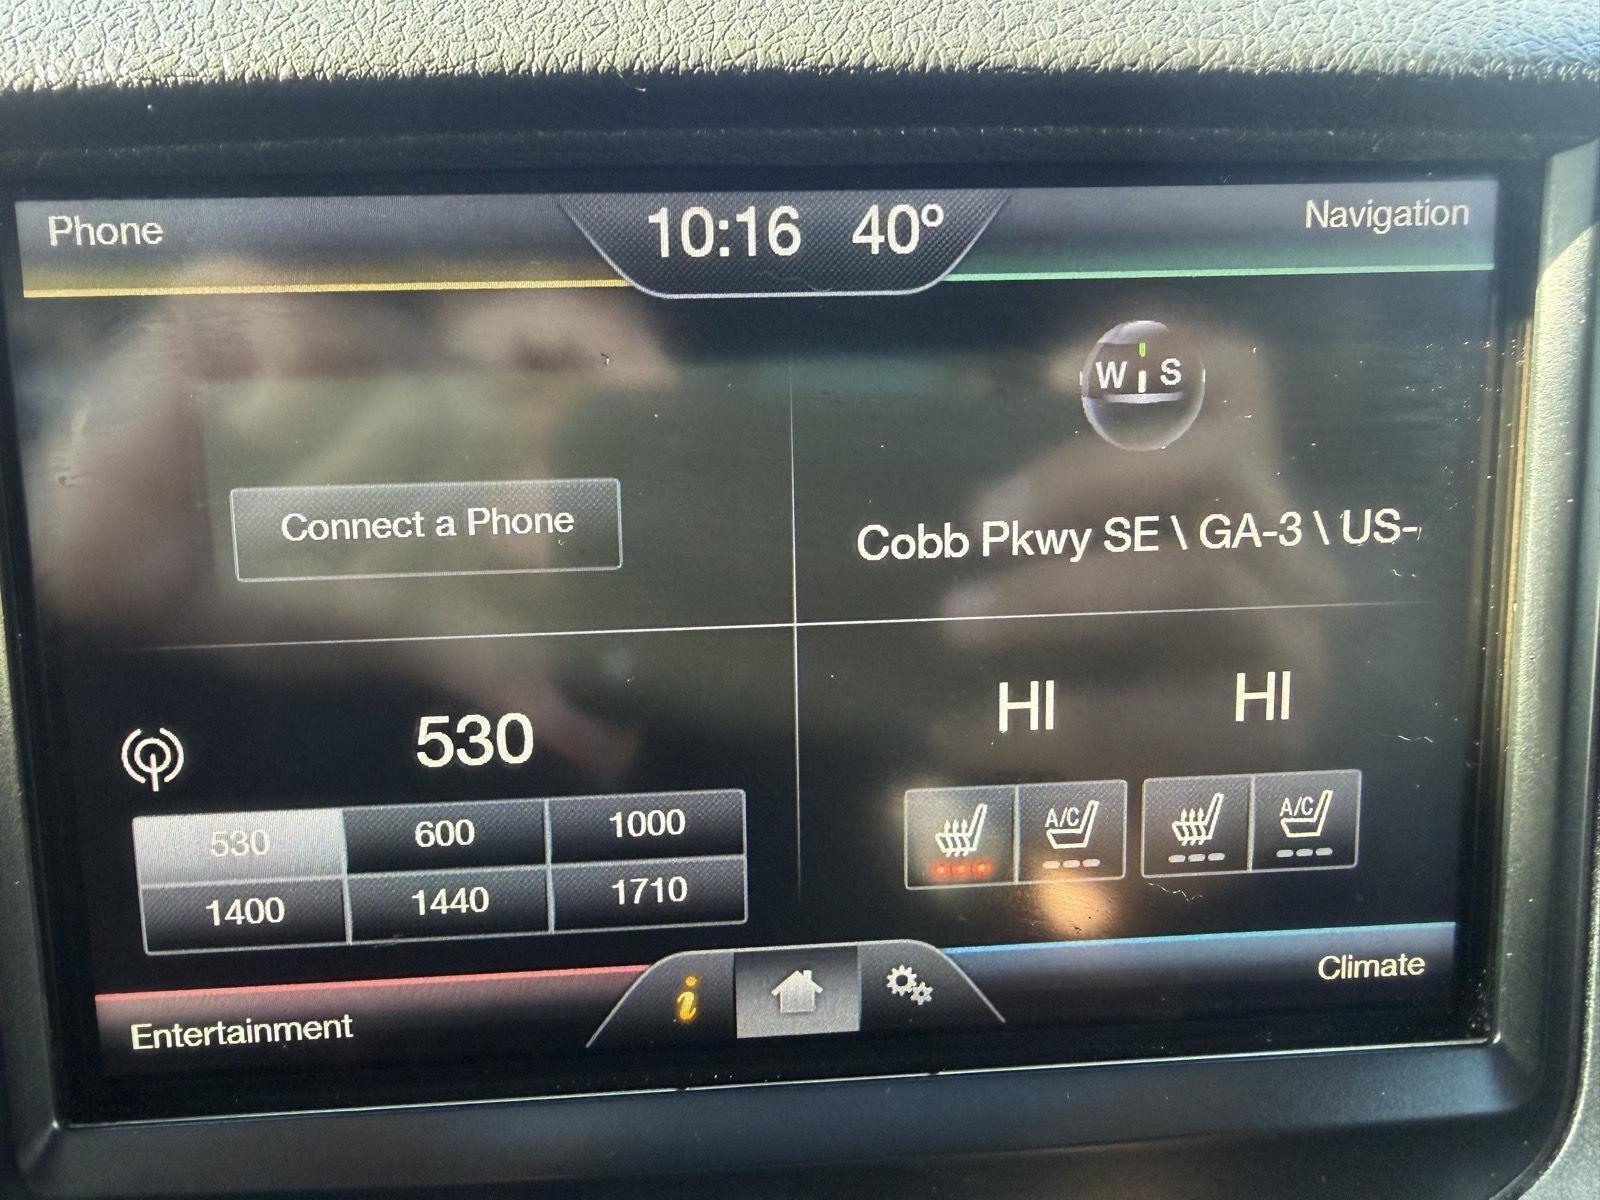 Phone
10:16 40°
Navigation
W S
Connect a Phone
Cobb Pkwy SE \ GA-3 \ US-
530
HI HI
530 600 1000
1400 1440 1710
A/C A/C
i
Entertainment
Climate